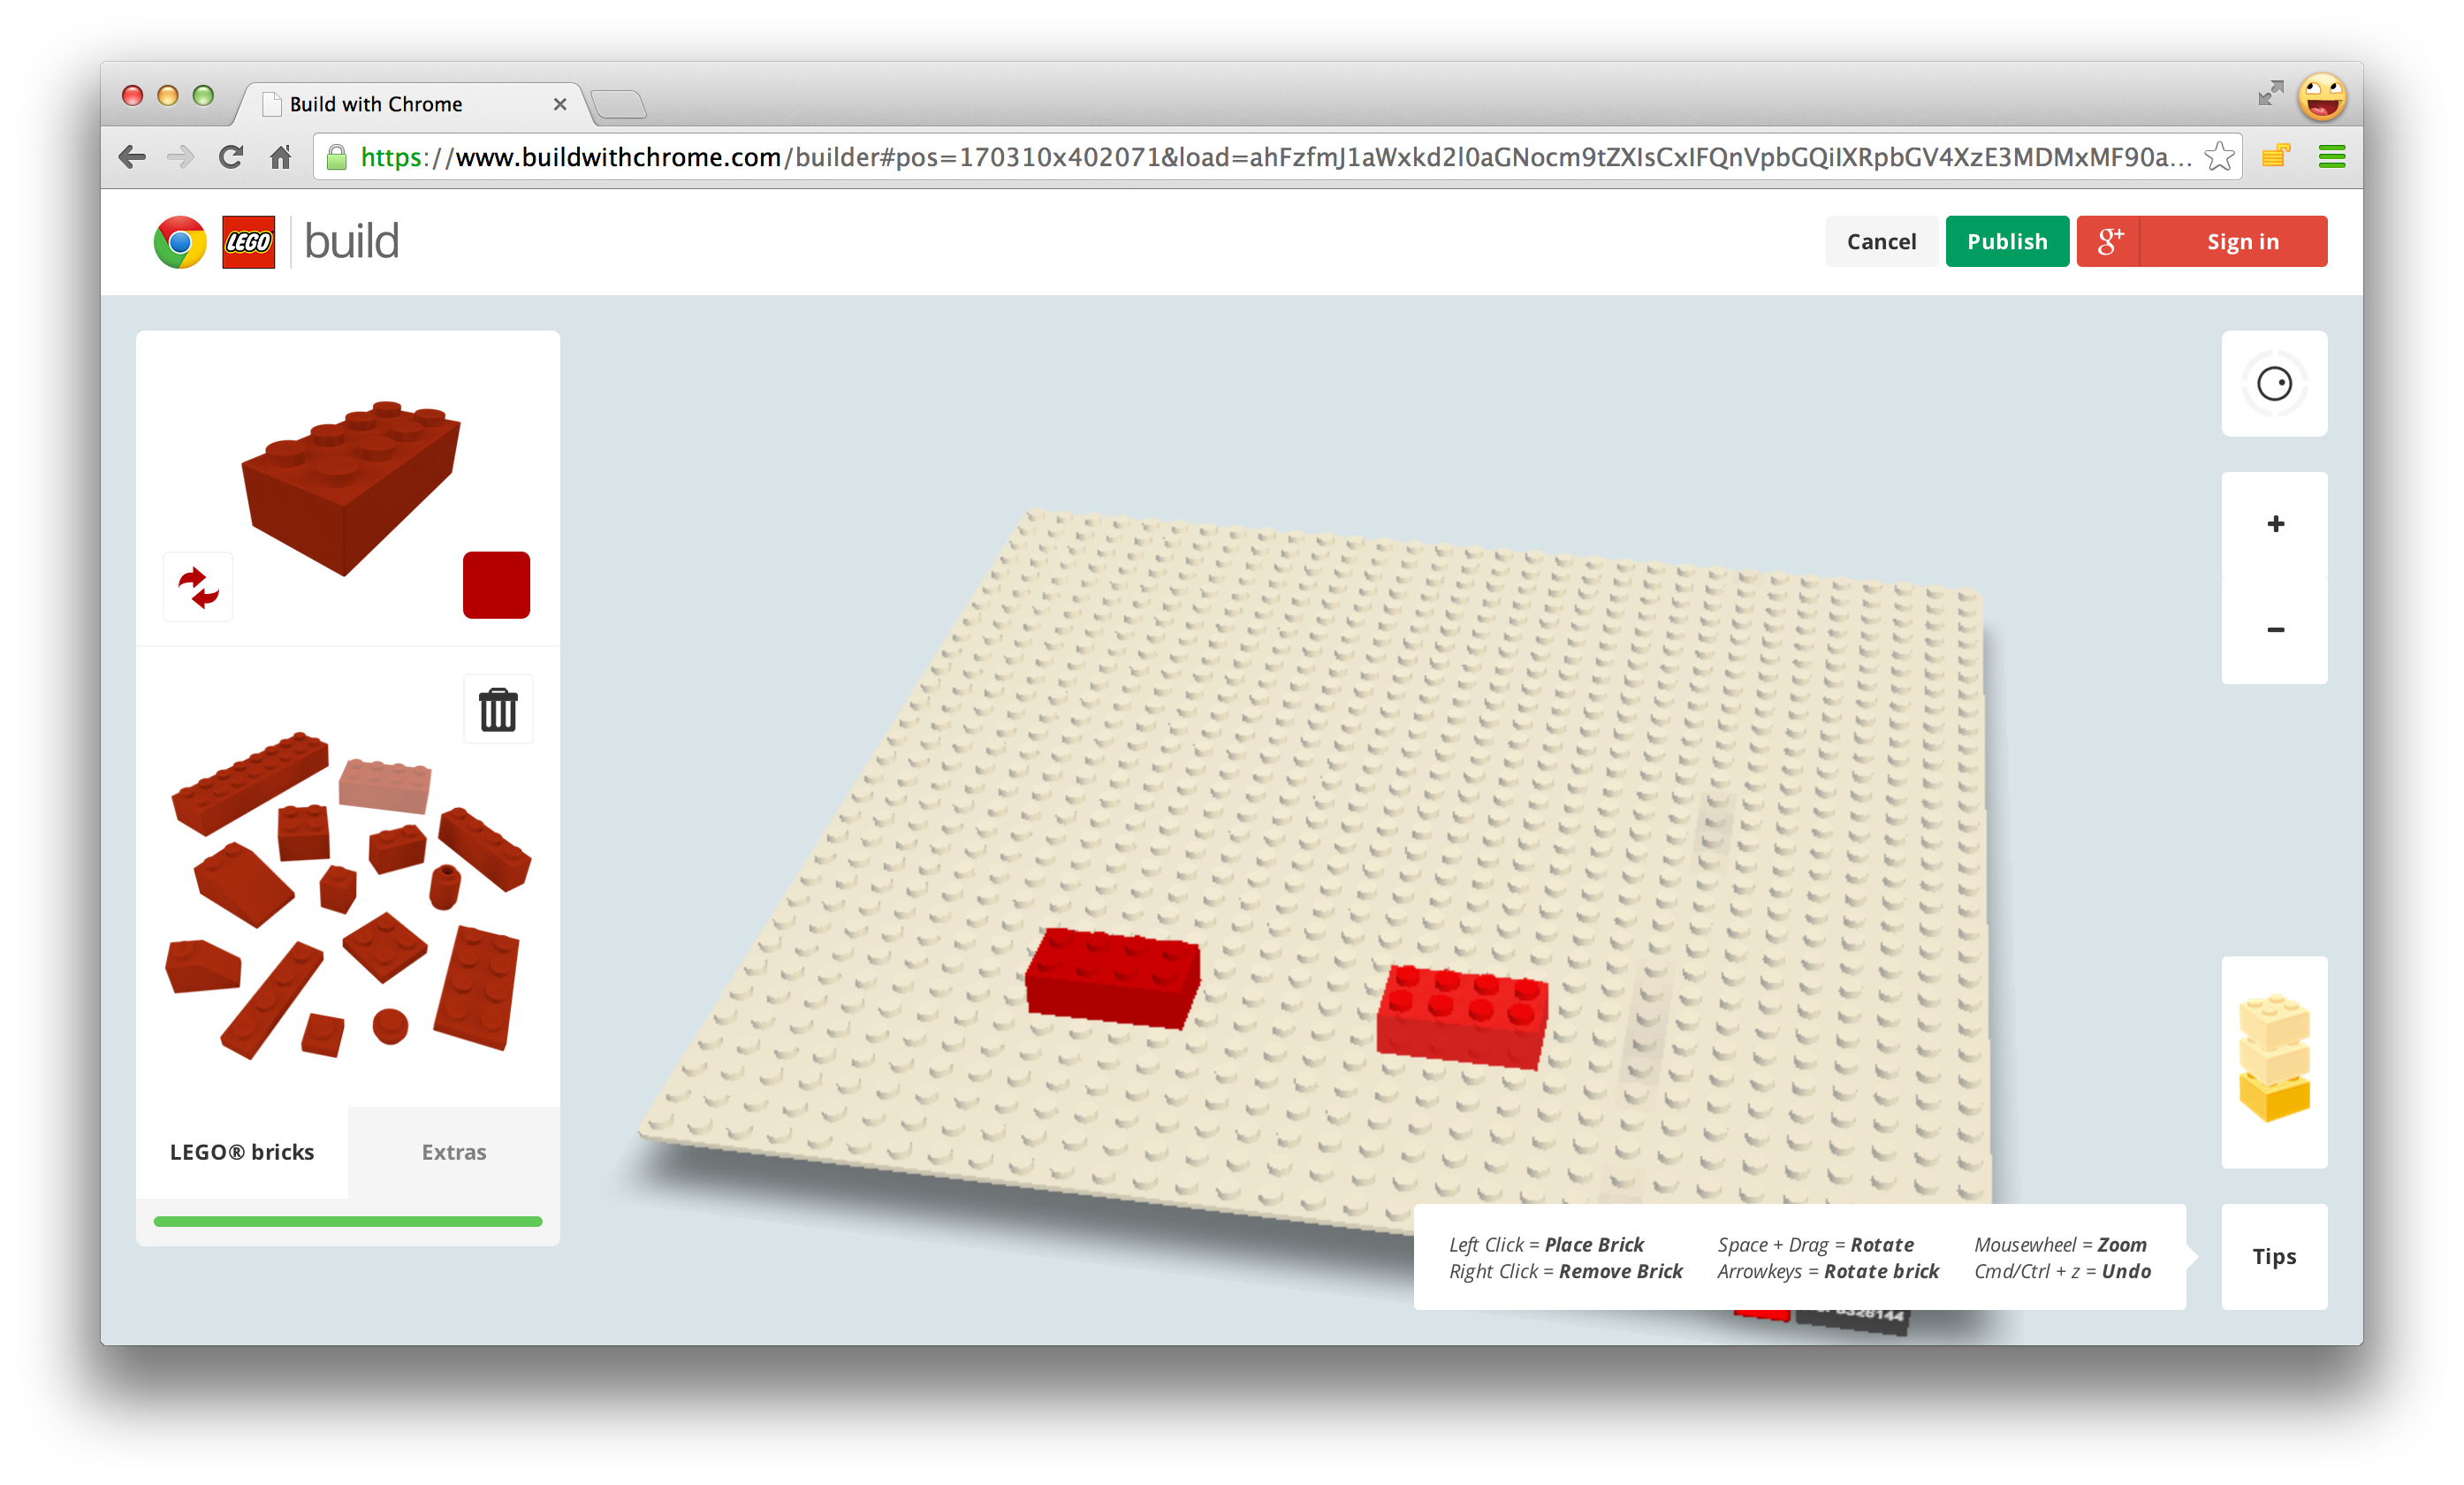 Build with Chrome
https://www.buildwithchrome.com/builder#pos=170310x402071&load=ahFzfmJ1aWxkd2l0aGNocm9tZXIsCxIFQnVpbGQiIXRpbGV4XzE3MDMxMF90a...
LEGO
build
Cancel
Publish
g+
Sign in
LEGO® bricks
Extras
Left Click = Place Brick
Right Click = Remove Brick
Space + Drag = Rotate
Arrowkeys = Rotate brick
Mousewheel = Zoom
Cmd/Ctrl + z = Undo
Tips